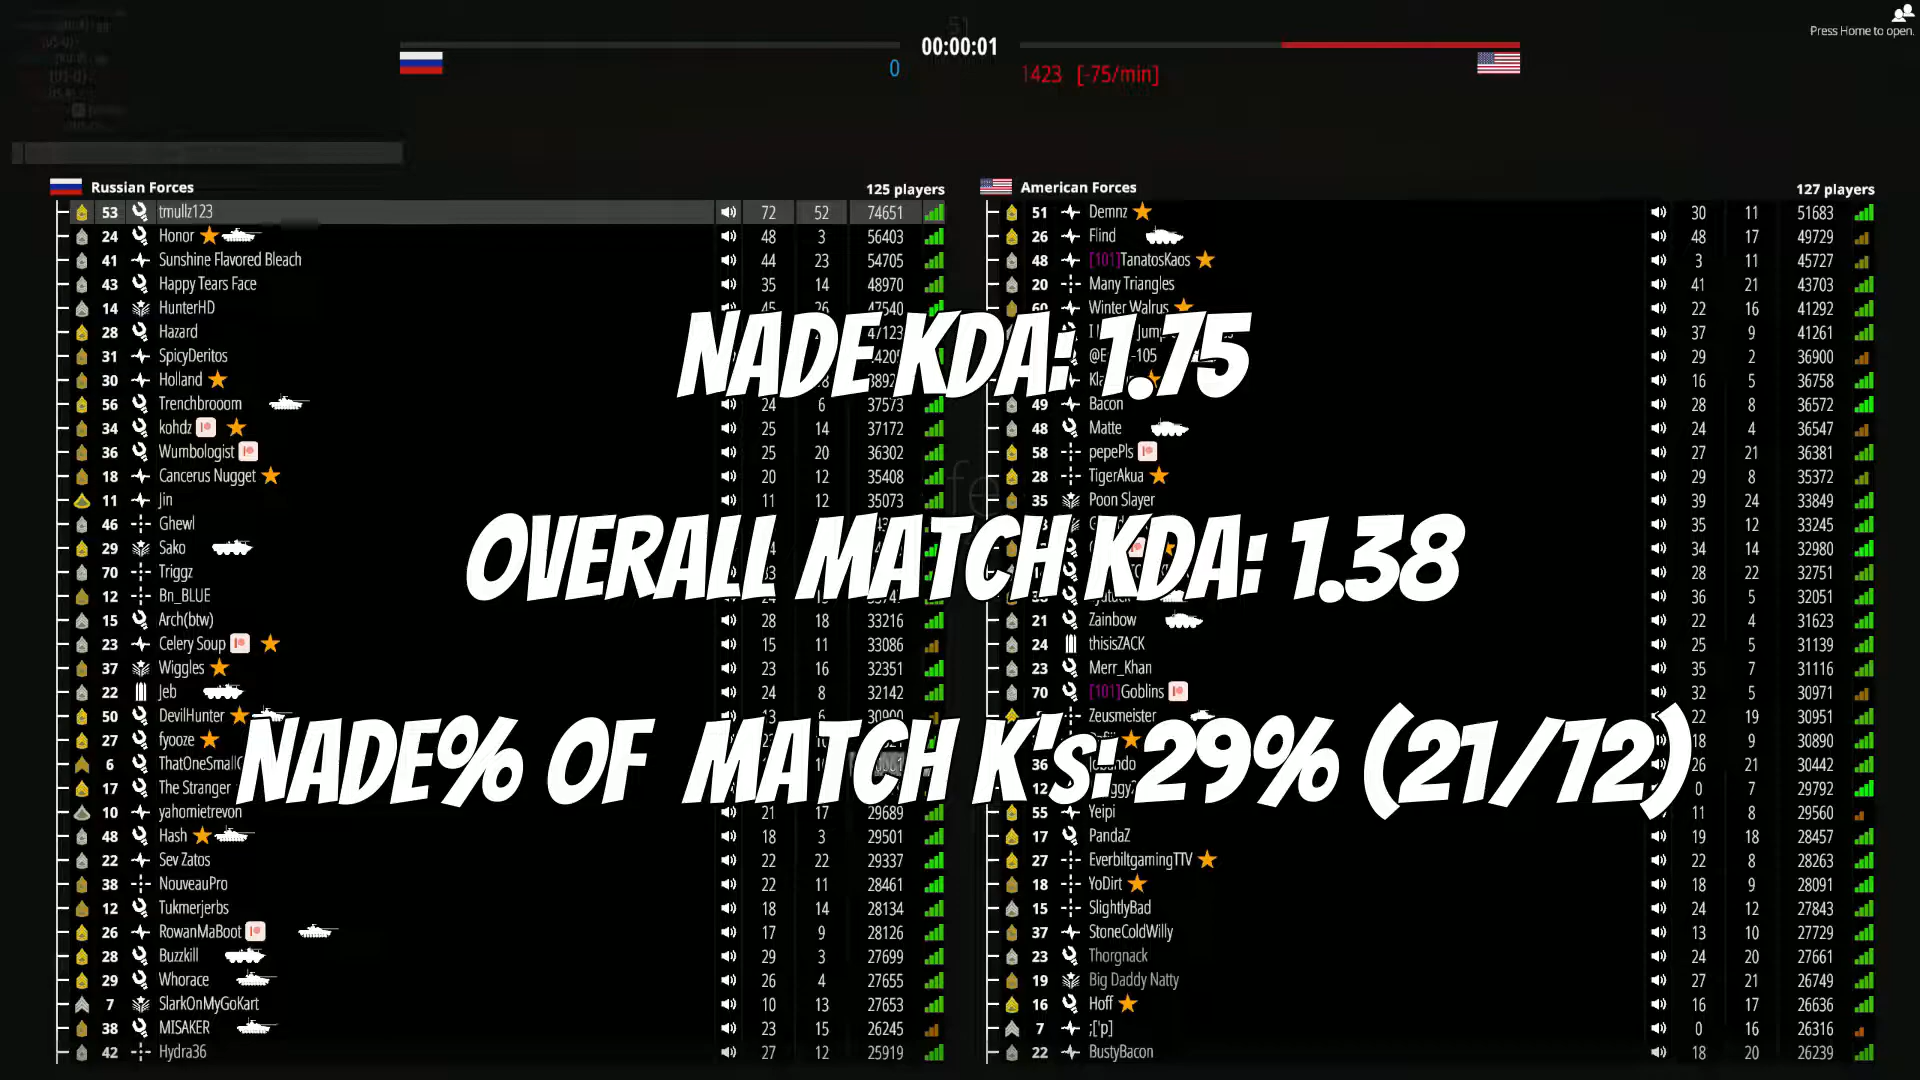 00:00:01
Press Home to open.
0
1423 [-75/min]
Russian Forces 125 players
53 tmullz123 72 52 74651
24 Honor 48 3 56403
41 Sunshine Flavored Bleach 44 23 54705
43 Happy Tears Face 35 14 48970
14 HunterHD 45 26 47540
28 Hazard
31 SpicyDeritos
30 Holland
56 Trenchbrooom 24 6 37573
34 kohdz 25 14 37172
36 Wumbologist 25 20 36302
18 Cancerus Nugget 20 12 35408
11 Jin 11 12 35073
46 Ghewl
29 Sako
70 Triggz
12 Bn_BLUE
15 Arch(btw) 28 18 33216
23 Celery Soup 15 11 33086
37 Wiggles 23 16 32351
22 Jeb 24 8 32142
50 DevilHunter 13 6 30900
27 fyooze
6
17 The Stranger
10 yahomietrevon 21 17 29689
48 Hash 18 3 29501
22 Sev Zatos 22 22 29337
38 NouveauPro 22 11 28461
12 Tukmerjerbs 18 14 28134
26 RowanMaBoot 17 9 28126
28 Buzzkill 29 3 27699
29 Whorace 26 4 27655
7 SlarkOnMyGoKart 10 13 27653
38 MISAKER 23 15 26245
42 Hydra36 27 12 25919
American Forces 127 players
51 Demnz 30 11 51683
26 Flind 48 17 49729
48 [101]TanatosKaos 3 11 45727
20 Many Triangles 41 21 43703
60 Winter Walrus 22 16 41292
37 9 41261
29 2 36900
16 5 36758
49 Bacon 28 8 36572
48 Matte 24 4 36547
58 pepePls 27 21 36381
28 TigerAkua 29 8 35372
35 Poon Slayer 39 24 33849
35 12 33245
34 14 32980
28 22 32751
36 5 32051
21 Zainbow 22 4 31623
24 thisisZACK 25 5 31139
23 Merr_Khan 35 7 31116
70 [101]Goblins 32 5 30971
Zeusmeister 22 19 30951
18 9 30890
36 26 21 30442
12 0 7 29792
55 Yeipi 11 8 29560
17 PandaZ 19 18 28457
27 EverbiltgamingTTV 22 8 28263
18 YoDirt 18 9 28091
15 SlightlyBad 24 12 27843
37 StoneColdWilly 13 10 27729
23 Thorgnack 24 20 27661
19 Big Daddy Natty 27 21 26749
16 Hoff 16 17 26636
7 ;['p] 0 16 26316
22 BustyBacon 18 20 26239
NADE KDA: 1.75
OVERALL MATCH KDA: 1.38
NADE% OF MATCH K's: 29% (21/72)